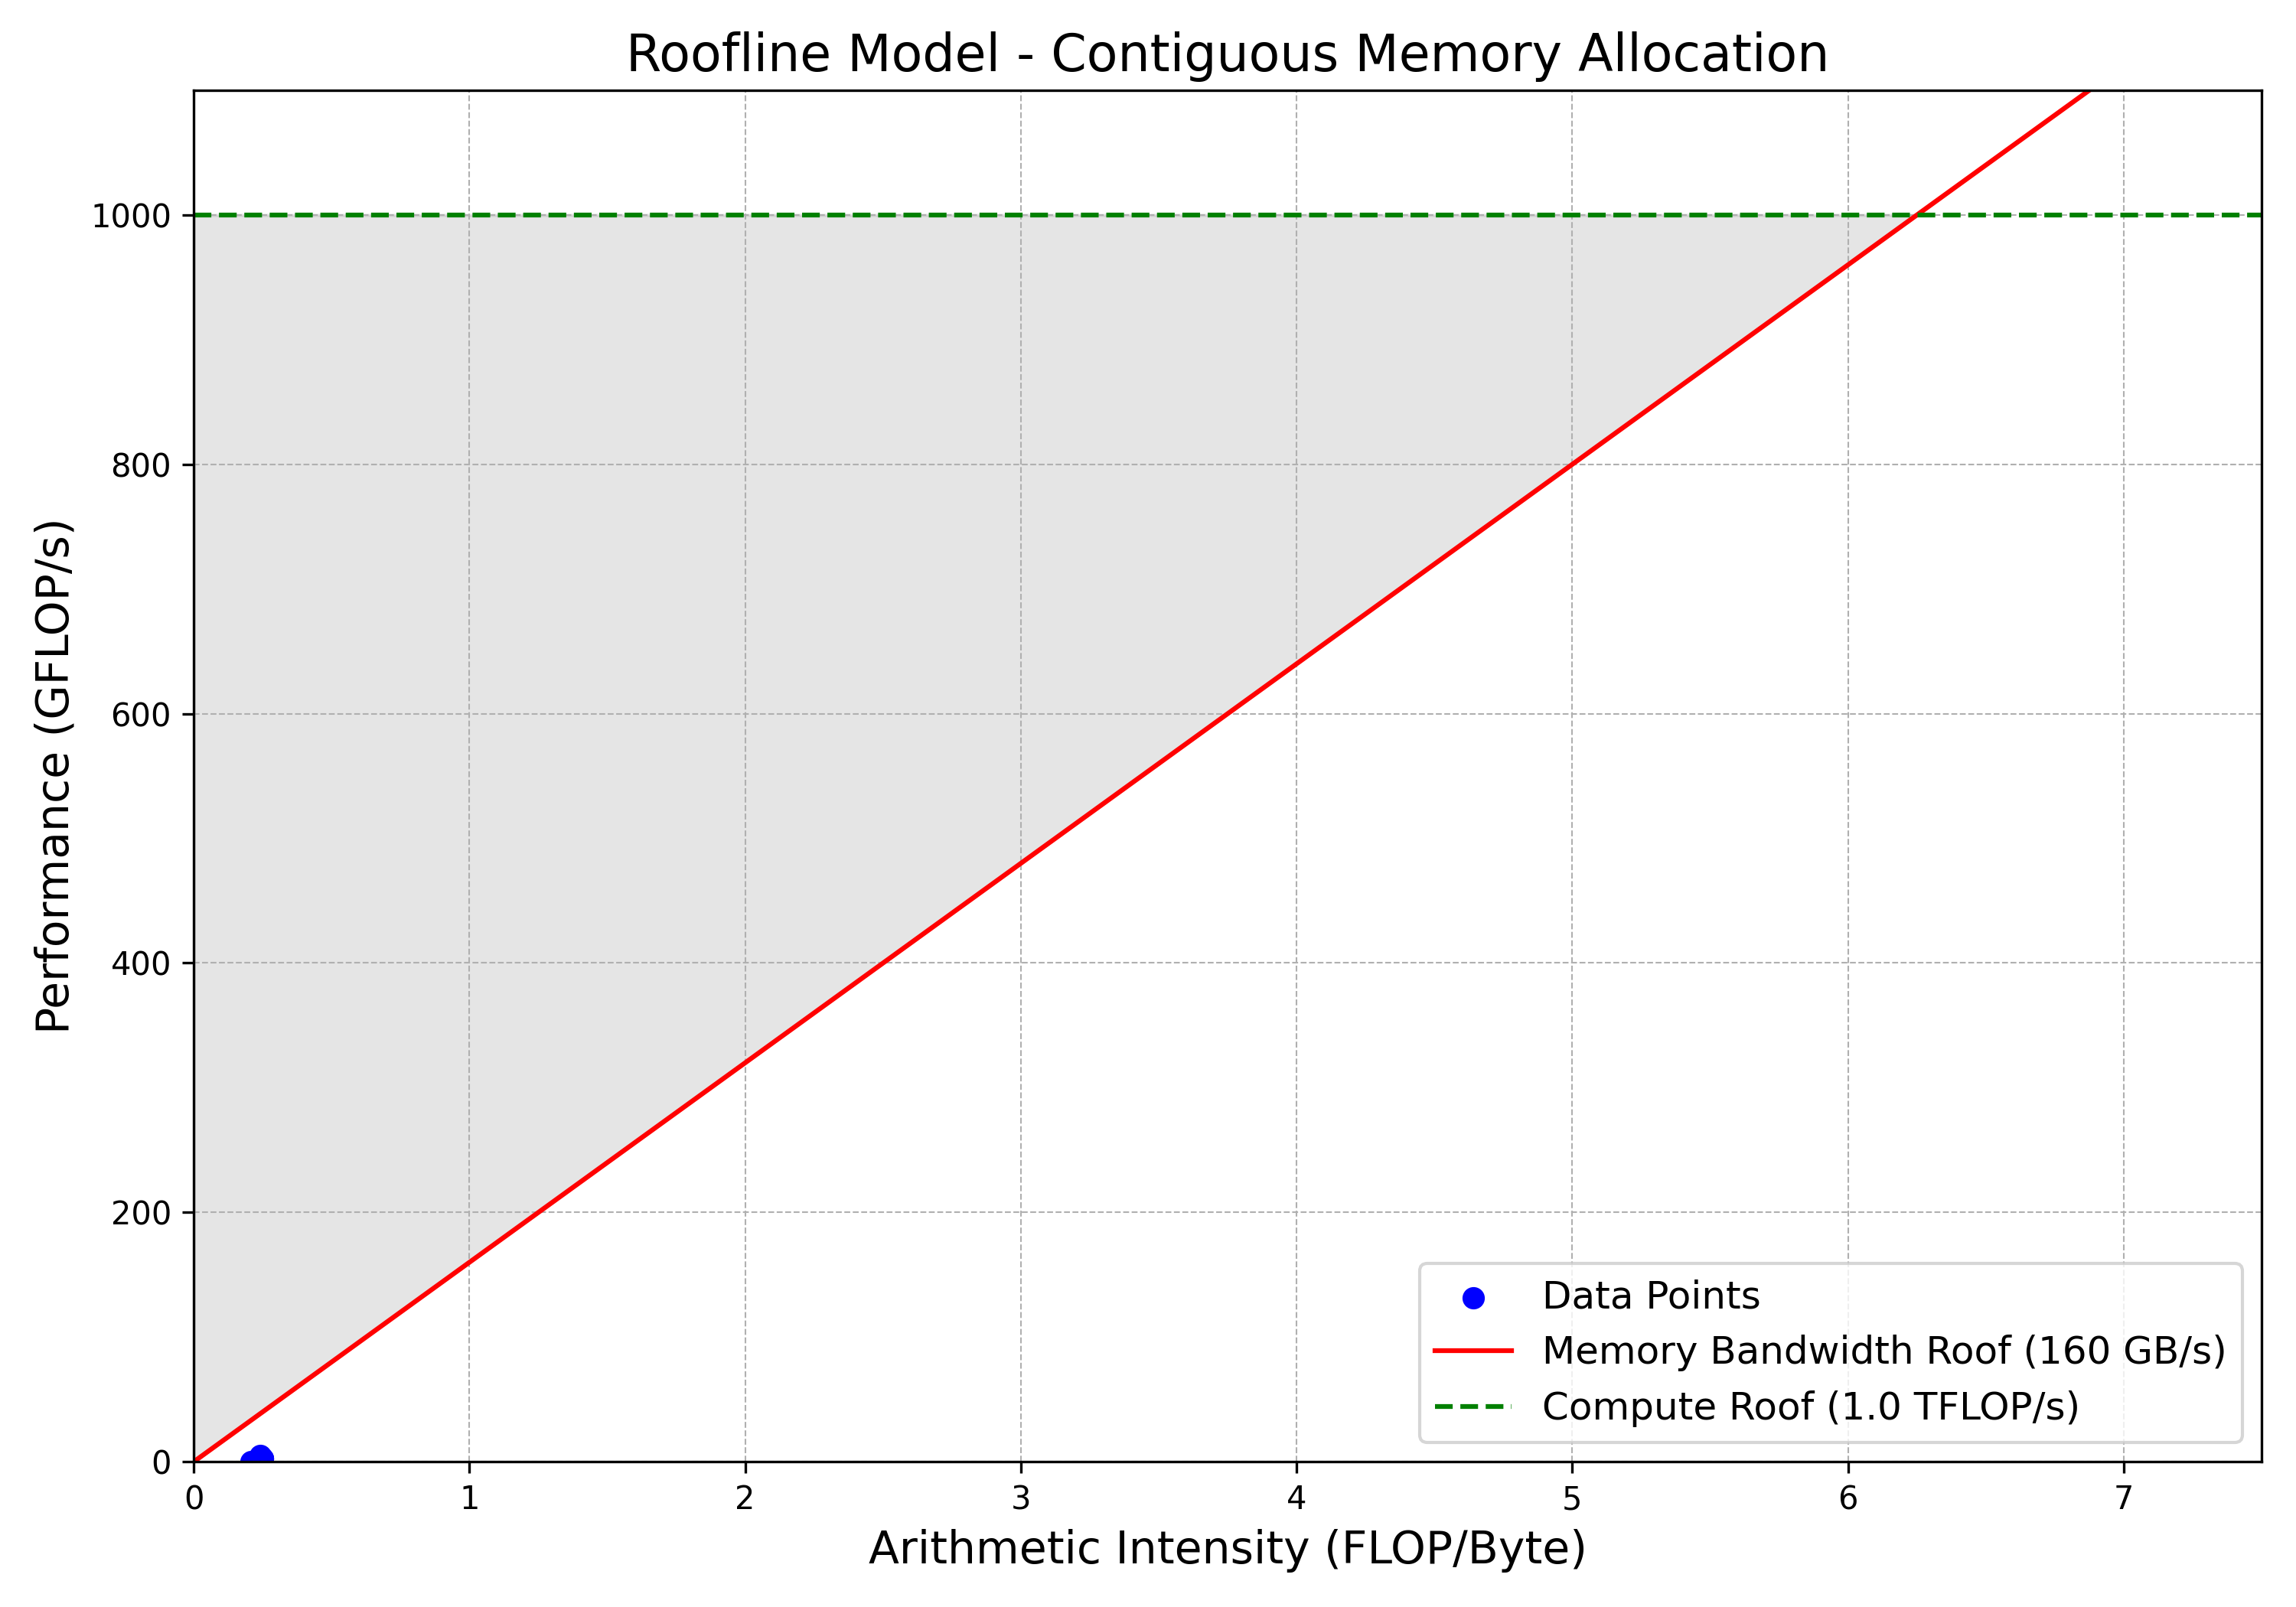 Roofline Model - Contiguous Memory Allocation
Performance (GFLOP/s)
1000
800
600
400
200
0
0 1 2 3 4 5 6 7
Arithmetic Intensity (FLOP/Byte)
Data Points
Memory Bandwidth Roof (160 GB/s)
Compute Roof (1.0 TFLOP/s)